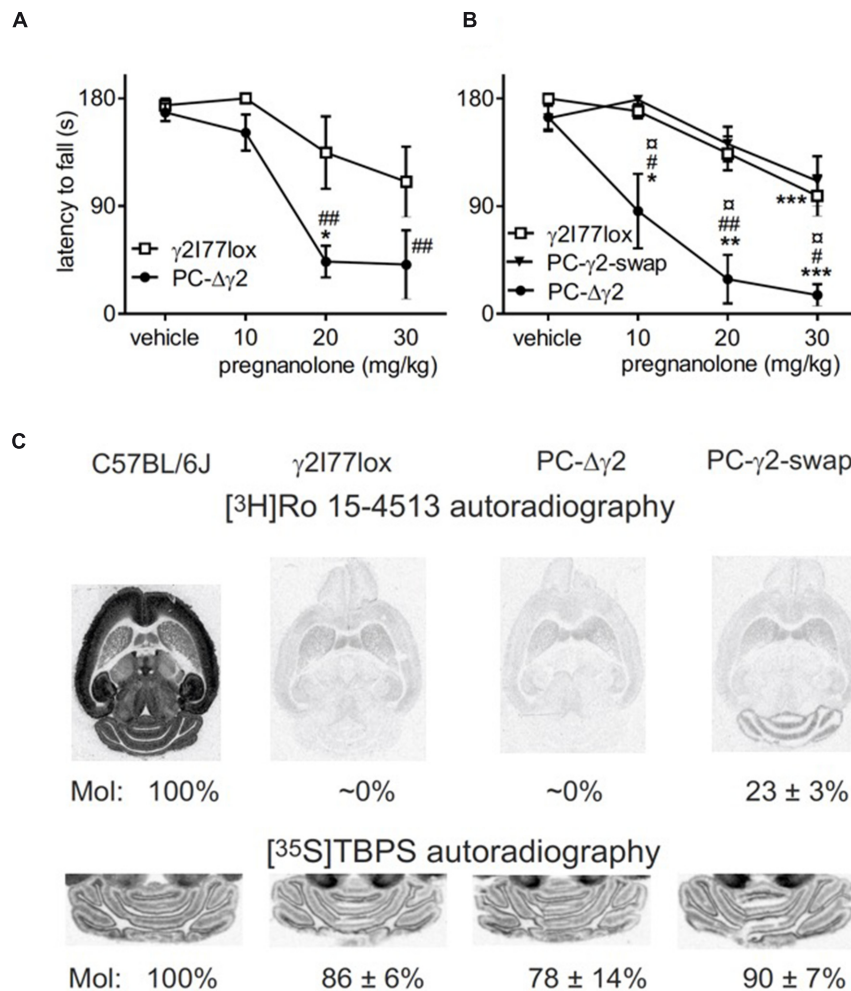 A
B
latency to fall (s)
180
90
0
##
*
##
γ2I77lox
PC-Δγ2
vehicle 10 20 30
pregnanolone (mg/kg)
180
90
0
¤
#
*
¤
##
**
***
¤
#
***
γ2I77lox
PC-γ2-swap
PC-Δγ2
vehicle 10 20 30
pregnanolone (mg/kg)
C
C57BL/6J γ2I77lox PC-Δγ2 PC-γ2-swap
[³H]Ro 15-4513 autoradiography
Mol: 100% ~0% ~0% 23 ± 3%
[³⁵S]TBPS autoradiography
Mol: 100% 86 ± 6% 78 ± 14% 90 ± 7%